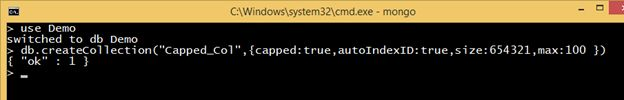 C:\Windows\system32\cmd.exe - mongo
> use Demo
switched to db Demo
> db.createCollection("Capped_Col",{capped:true,autoIndexID:true,size:654321,max:100 })
{ "ok" : 1 }
> _